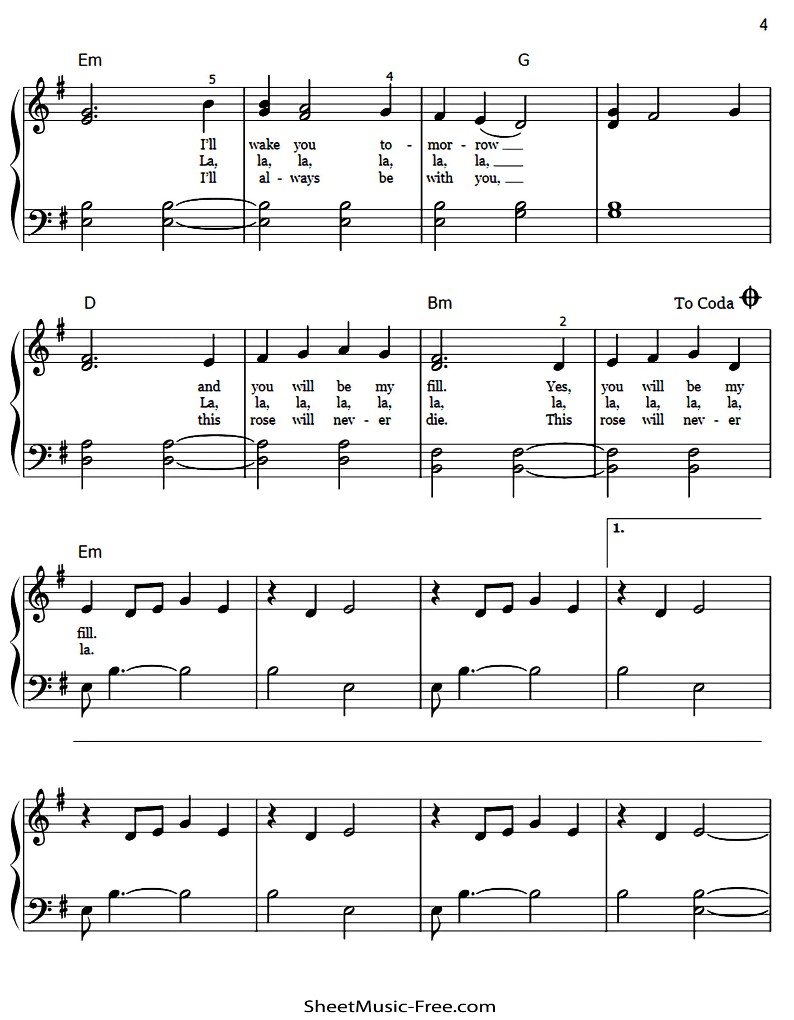 4
Em G
5 4
I'll wake you to - mor - row
La, la, la, la, la, la,
I'll al - ways be with you,
D Bm To Coda
2
and you will be my fill. Yes, you will be my
La, la, la, la, la, la, la, la, la, la, la,
this rose will nev - er die. This rose will nev - er
1.
Em
fill.
la.
SheetMusic-Free.com